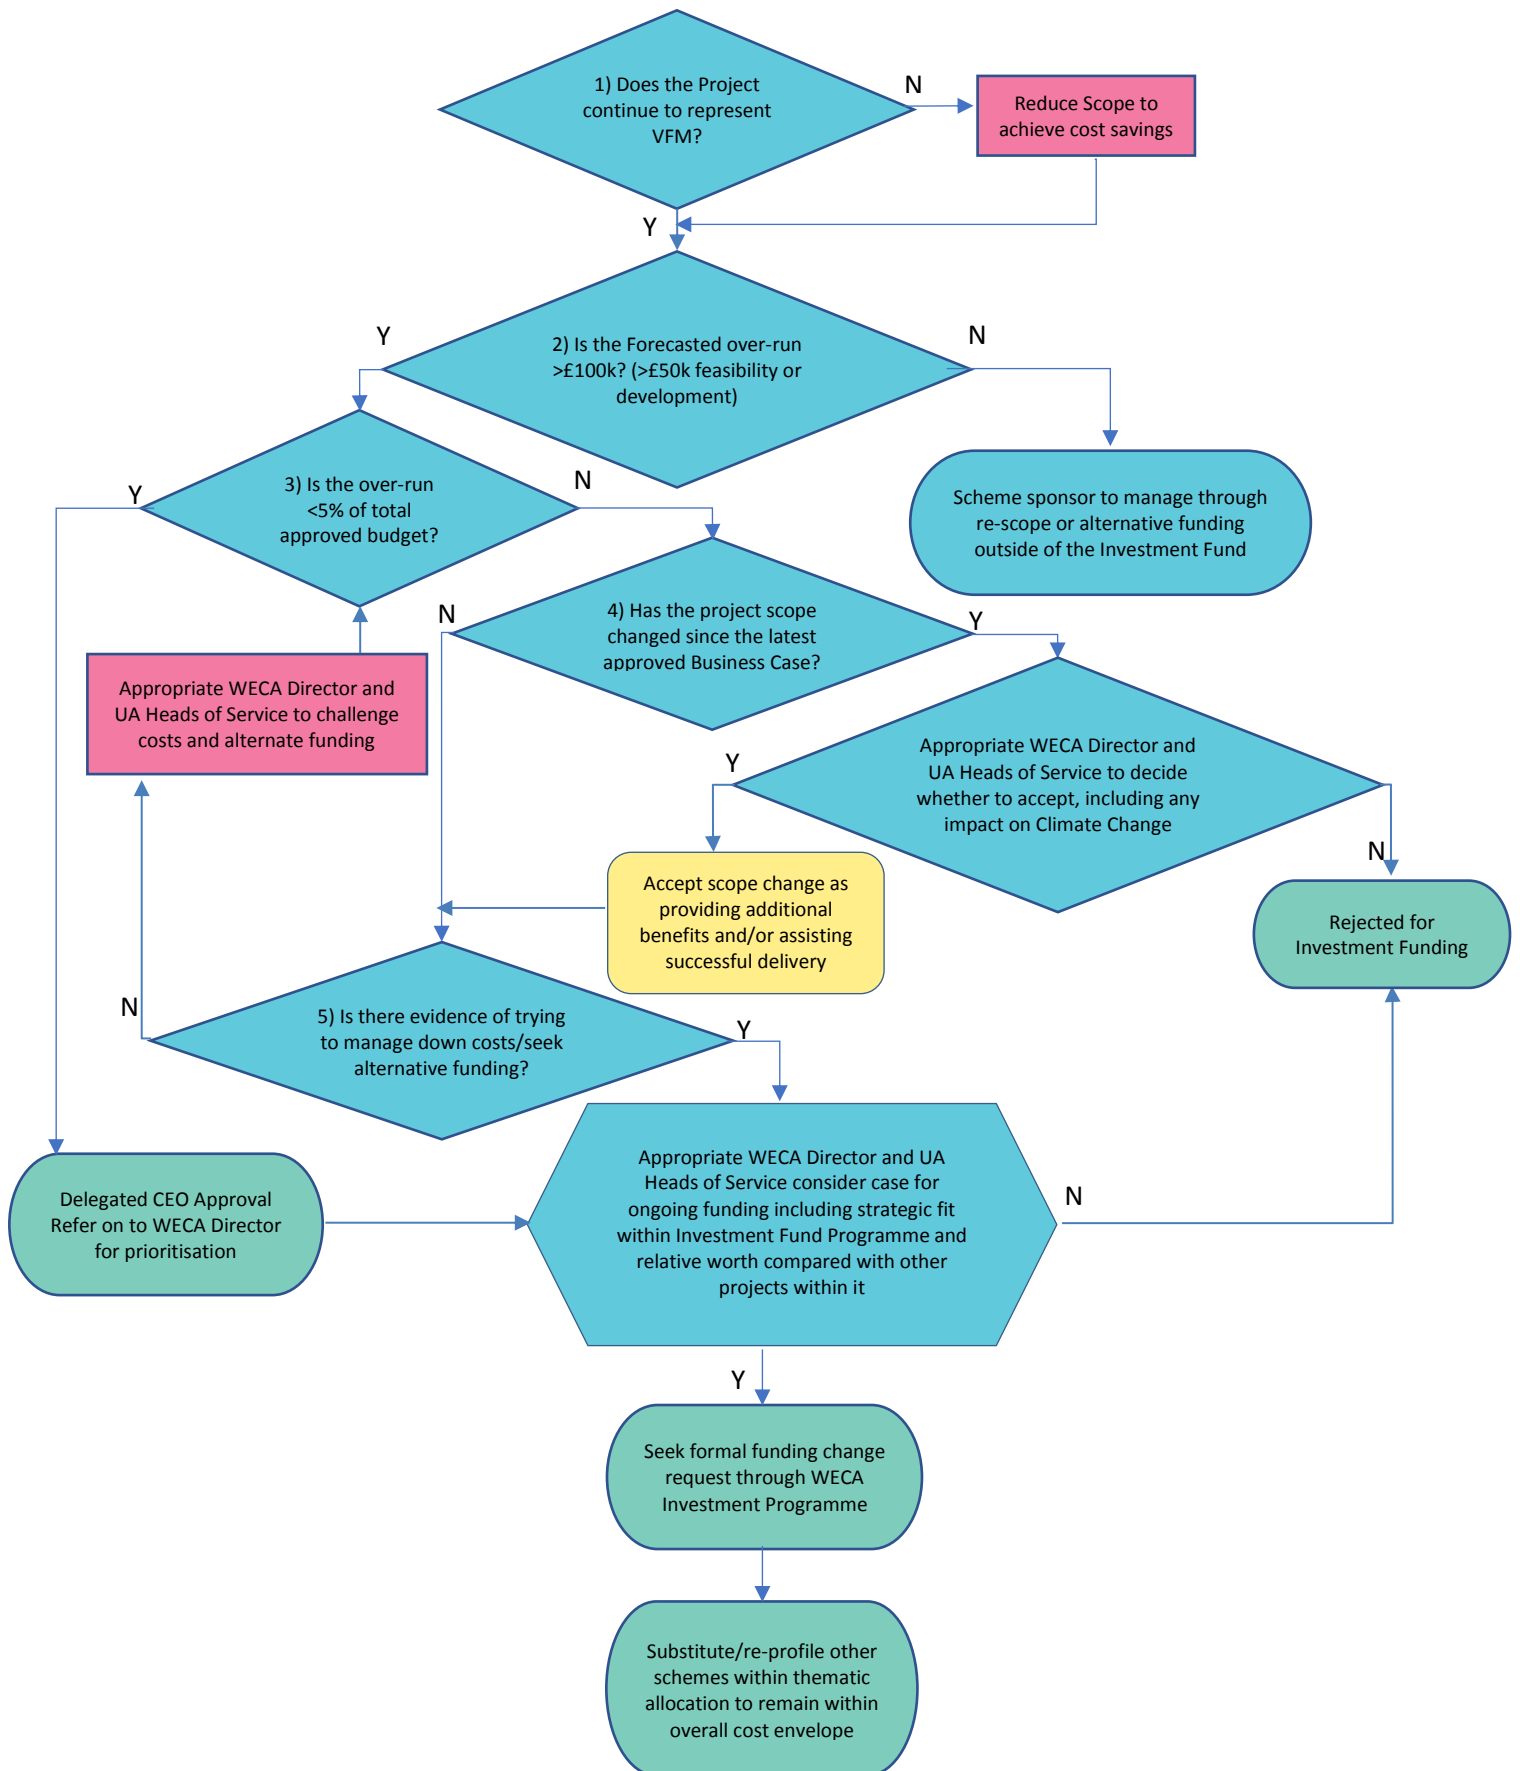 1) Does the Project
continue to represent
VFM?
N
Reduce Scope to
achieve cost savings
Y
2) Is the Forecasted over-run
>£100k? (>£50k feasibility or
development)
Y
N
3) Is the over-run
<5% of total
approved budget?
Y
N
Scheme sponsor to manage through
re-scope or alternative funding
outside of the Investment Fund
4) Has the project scope
changed since the latest
approved Business Case?
N
Y
Appropriate WECA Director and
UA Heads of Service to challenge
costs and alternate funding
Appropriate WECA Director and
UA Heads of Service to decide
whether to accept, including any
impact on Climate Change
Y
N
Accept scope change as
providing additional
benefits and/or assisting
successful delivery
Rejected for
Investment Funding
5) Is there evidence of trying
to manage down costs/seek
alternative funding?
N
Y
Delegated CEO Approval
Refer on to WECA Director
for prioritisation
Appropriate WECA Director and UA
Heads of Service consider case for
ongoing funding including strategic fit
within Investment Fund Programme and
relative worth compared with other
projects within it
N
Y
Seek formal funding change
request through WECA
Investment Programme
Substitute/re-profile other
schemes within thematic
allocation to remain within
overall cost envelope